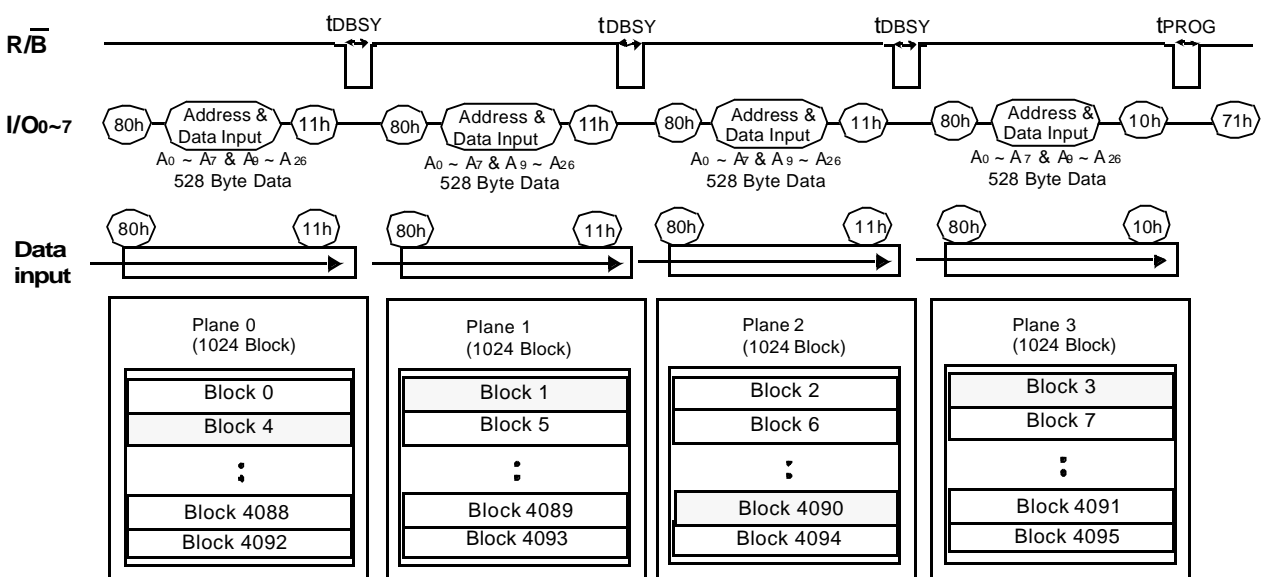 tDBSY tDBSY tDBSY tPROG
R/B̅
I/O0~7 80h Address & Data Input 11h 80h Address & Data Input 11h 80h Address & Data Input 11h 80h Address & Data Input 10h 71h
A0 ~ A7 & A9 ~ A26 A0 ~ A7 & A9 ~ A26 A0 ~ A7 & A9 ~ A26 A0 ~ A7 & A9 ~ A26
528 Byte Data 528 Byte Data 528 Byte Data 528 Byte Data
80h 11h 80h 11h 80h 11h 80h 10h
Data
input
Plane 0 Plane 1 Plane 2 Plane 3
(1024 Block) (1024 Block) (1024 Block) (1024 Block)
Block 0 Block 1 Block 2 Block 3
Block 4 Block 5 Block 6 Block 7
: : : :
Block 4088 Block 4089 Block 4090 Block 4091
Block 4092 Block 4093 Block 4094 Block 4095